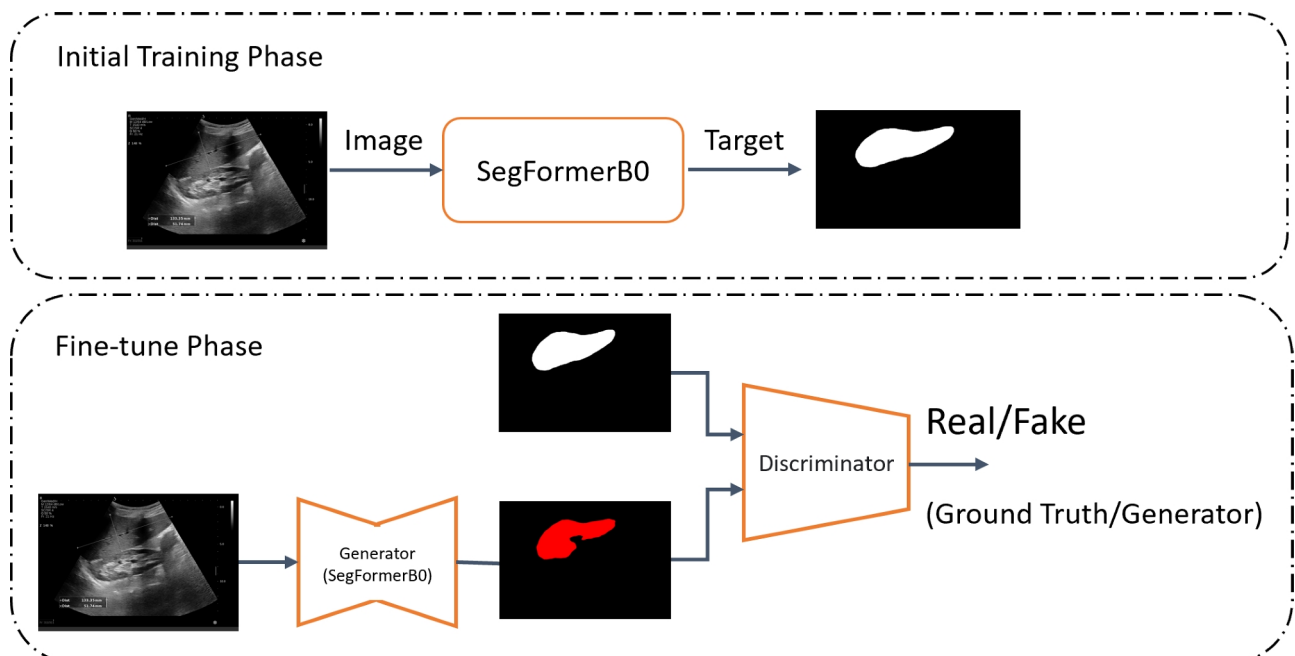 Initial Training Phase
Image
SegFormerB0
Target
Fine-tune Phase
Generator
(SegFormerB0)
Discriminator
Real/Fake
(Ground Truth/Generator)